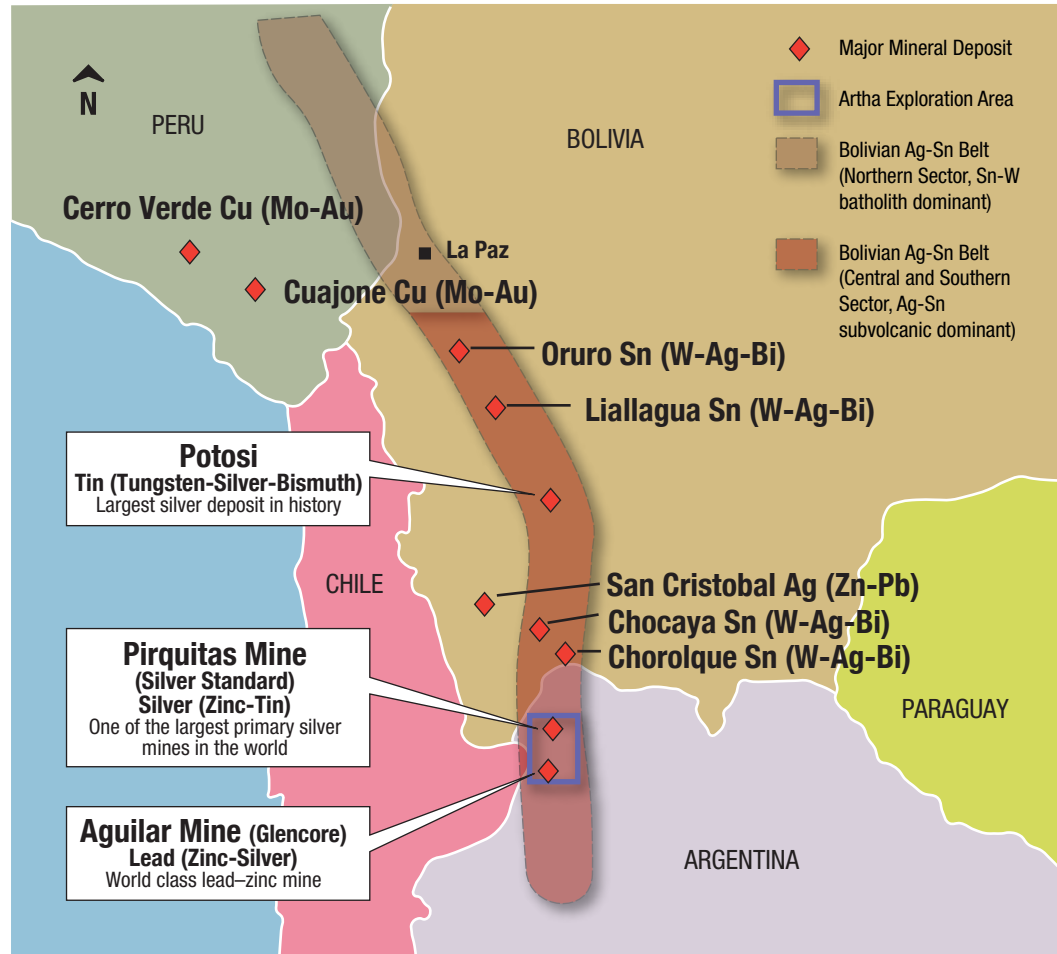 N
PERU
BOLIVIA
Major Mineral Deposit
Artha Exploration Area
Bolivian Ag-Sn Belt
(Northern Sector, Sn-W
batholith dominant)
Bolivian Ag-Sn Belt
(Central and Southern
Sector, Ag-Sn
subvolcanic dominant)
Cerro Verde Cu (Mo-Au)
La Paz
Cuajone Cu (Mo-Au)
Oruro Sn (W-Ag-Bi)
Liallagua Sn (W-Ag-Bi)
Potosi
Tin (Tungsten-Silver-Bismuth)
Largest silver deposit in history
CHILE
San Cristobal Ag (Zn-Pb)
Chocaya Sn (W-Ag-Bi)
Chorolque Sn (W-Ag-Bi)
Pirquitas Mine
(Silver Standard)
Silver (Zinc-Tin)
One of the largest primary silver
mines in the world
PARAGUAY
Aguilar Mine (Glencore)
Lead (Zinc-Silver)
World class lead–zinc mine
ARGENTINA